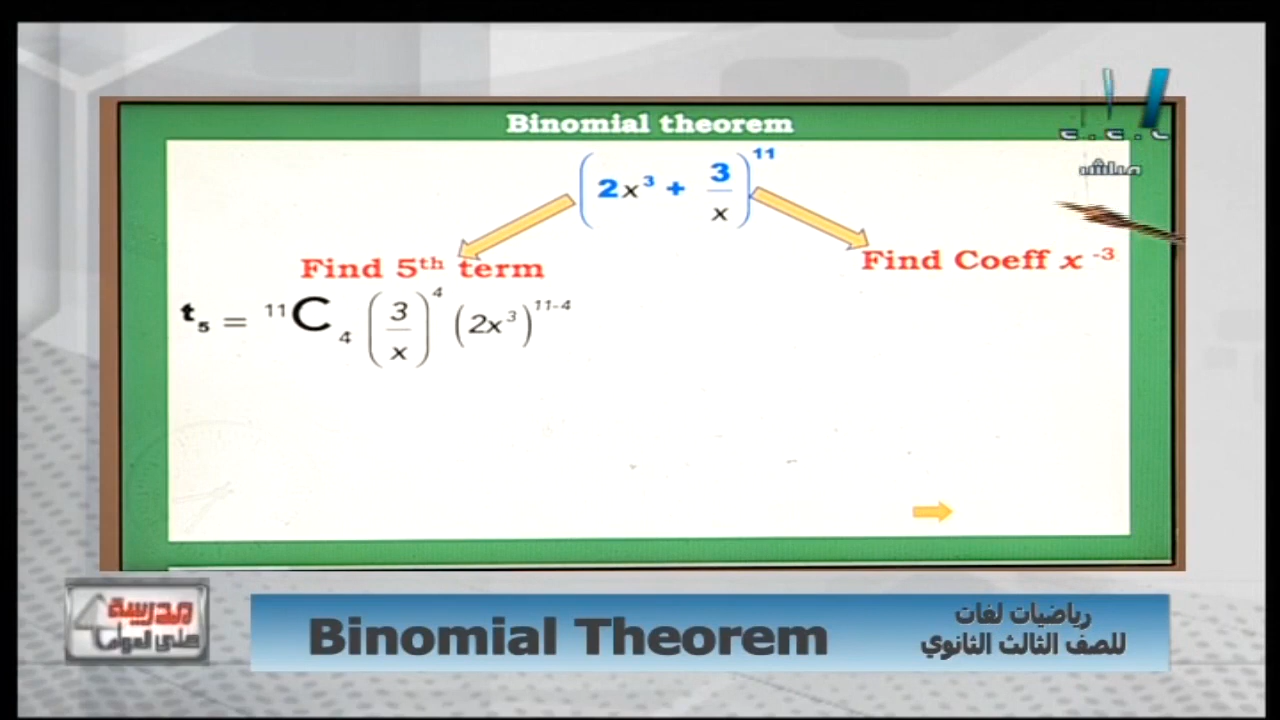 Binomial theorem
(2x³ + 3/x)¹¹
Find 5th term
Find Coeff x ⁻³
t₅ = ¹¹C₄ (3/x)⁴ (2x³)¹¹⁻⁴
مباشر
مدرسة
على الهواء
Binomial Theorem
رياضيات لغات
للصف الثالث الثانوي